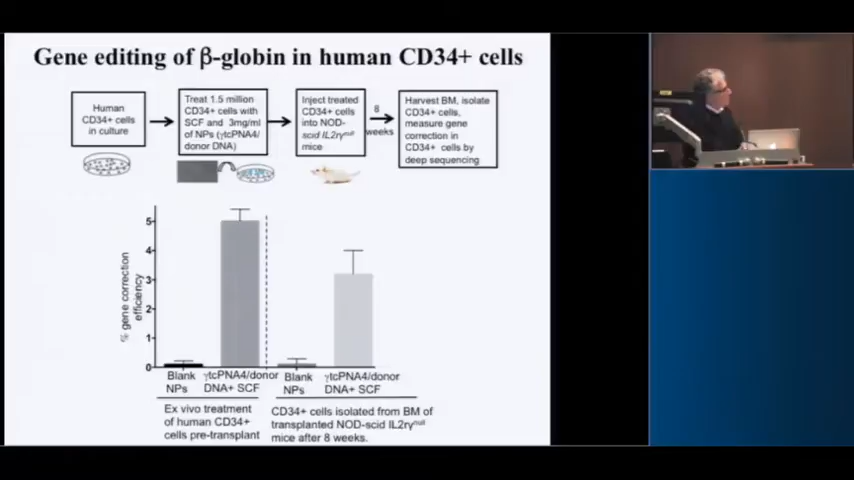 Gene editing of β-globin in human CD34+ cells
Human
CD34+ cells
in culture
Treat 1.5 million
CD34+ cells with
SCF and 3mg/ml
of NPs (γtcPNA4/
donor DNA)
Inject treated
CD34+ cells
into NOD-
scid IL2rγnull
mice
8
weeks
Harvest BM, isolate
CD34+ cells,
measure gene
correction in
CD34+ cells by
deep sequencing
% gene correction
efficiency
5
4
3
2
1
0
Blank
NPs
γtcPNA4/donor
DNA+ SCF
Blank
NPs
γtcPNA4/donor
DNA+ SCF
Ex vivo treatment
of human CD34+
cells pre-transplant
CD34+ cells isolated from BM of
transplanted NOD-scid IL2rγnull
mice after 8 weeks.